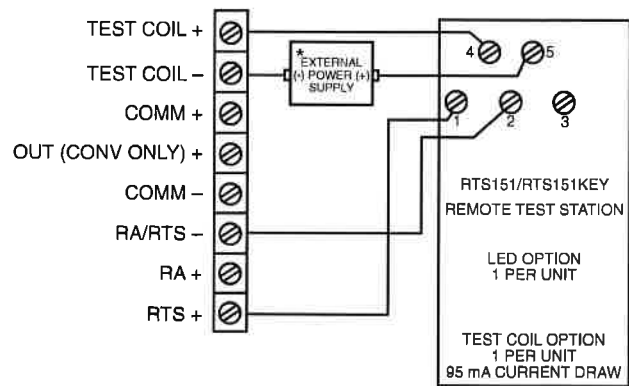 TEST COIL +
TEST COIL –
COMM +
OUT (CONV ONLY) +
COMM –
RA/RTS –
RA +
RTS +
*
EXTERNAL
(-) POWER (+)
SUPPLY
4
5
1
2
3
RTS151/RTS151KEY
REMOTE TEST STATION
LED OPTION
1 PER UNIT
TEST COIL OPTION
1 PER UNIT
95 mA CURRENT DRAW